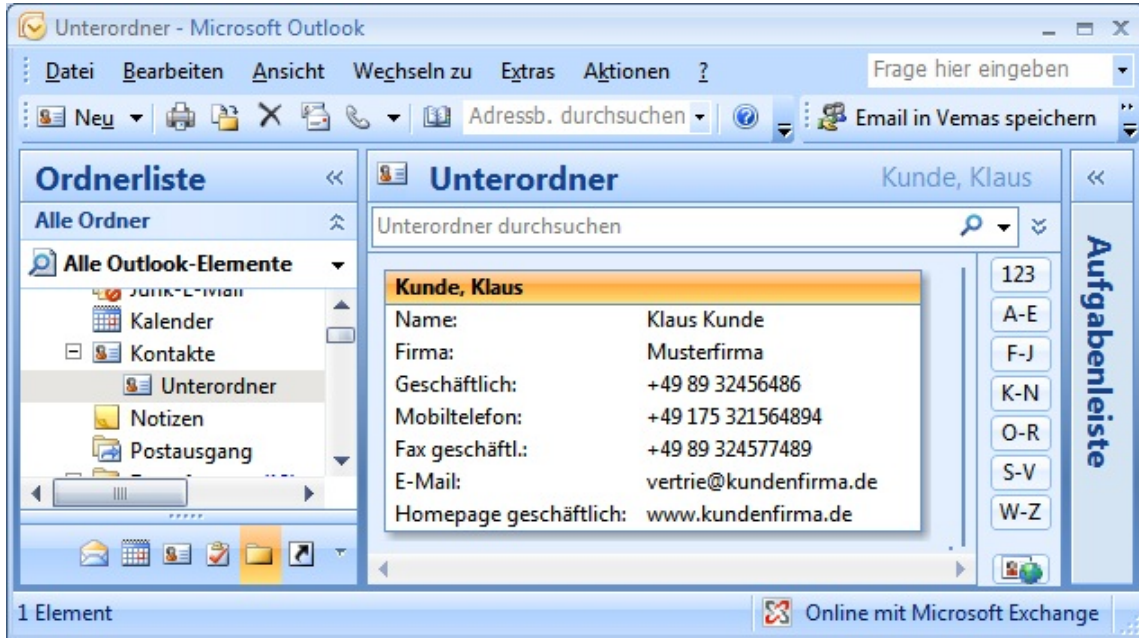 Unterordner - Microsoft Outlook
Datei Bearbeiten Ansicht Wechseln zu Extras Aktionen ? Frage hier eingeben
Neu Adressb. durchsuchen Email in Vemas speichern
Ordnerliste
Alle Ordner
Alle Outlook-Elemente
Junk-E-Mail
Kalender
Kontakte
Unterordner
Notizen
Postausgang
Unterordner Kunde, Klaus
Unterordner durchsuchen
Kunde, Klaus
Name: Klaus Kunde
Firma: Musterfirma
Geschäftlich: +49 89 32456486
Mobiltelefon: +49 175 321564894
Fax geschäftl.: +49 89 324577489
E-Mail: vertrie@kundenfirma.de
Homepage geschäftlich: www.kundenfirma.de
123
A-E
F-J
K-N
O-R
S-V
W-Z
Aufgabenleiste
1 Element Online mit Microsoft Exchange